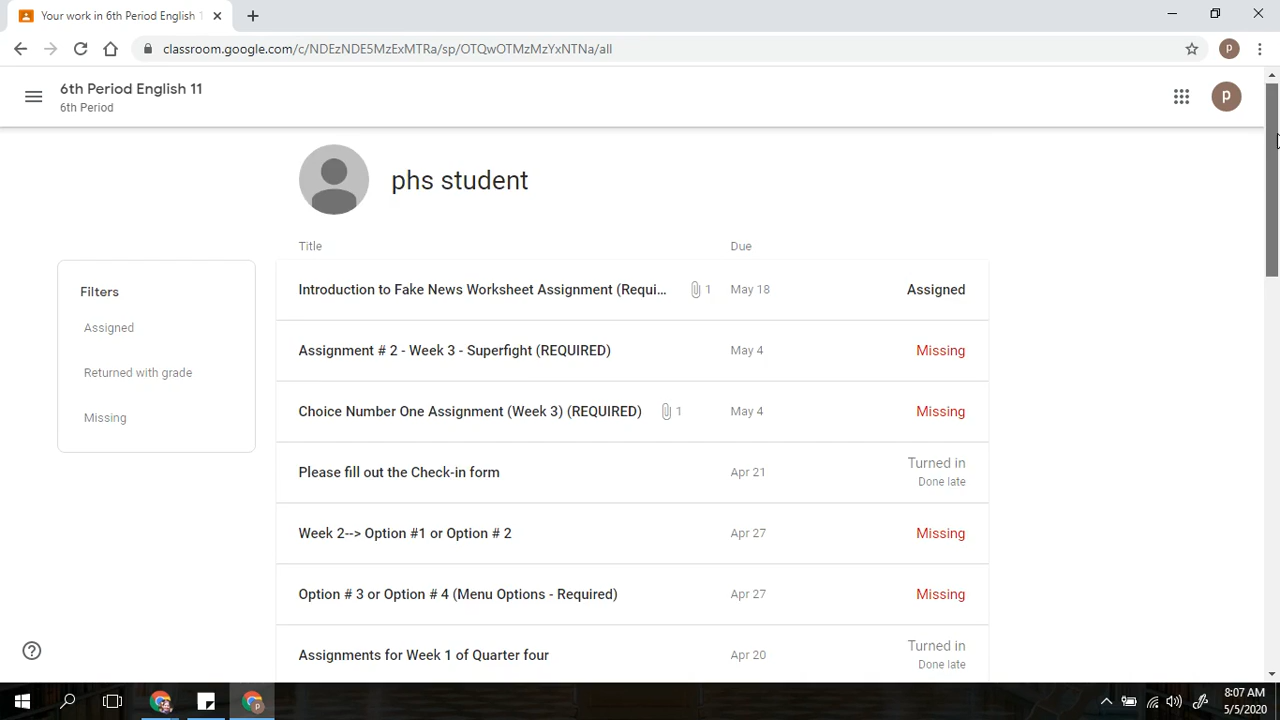 Your work in 6th Period English 1
classroom.google.com/c/NDEzNDE5MzExMTRa/sp/OTQwOTMzMzYxNTNa/all
P
6th Period English 11
6th Period
p
phs student
Title Due
Filters
Assigned
Returned with grade
Missing
Introduction to Fake News Worksheet Assignment (Requi... 1 May 18 Assigned
Assignment # 2 - Week 3 - Superfight (REQUIRED) May 4 Missing
Choice Number One Assignment (Week 3) (REQUIRED) 1 May 4 Missing
Please fill out the Check-in form Apr 21 Turned in
Done late
Week 2--> Option #1 or Option # 2 Apr 27 Missing
Option # 3 or Option # 4 (Menu Options - Required) Apr 27 Missing
Assignments for Week 1 of Quarter four Apr 20 Turned in
Done late
8:07 AM
5/5/2020